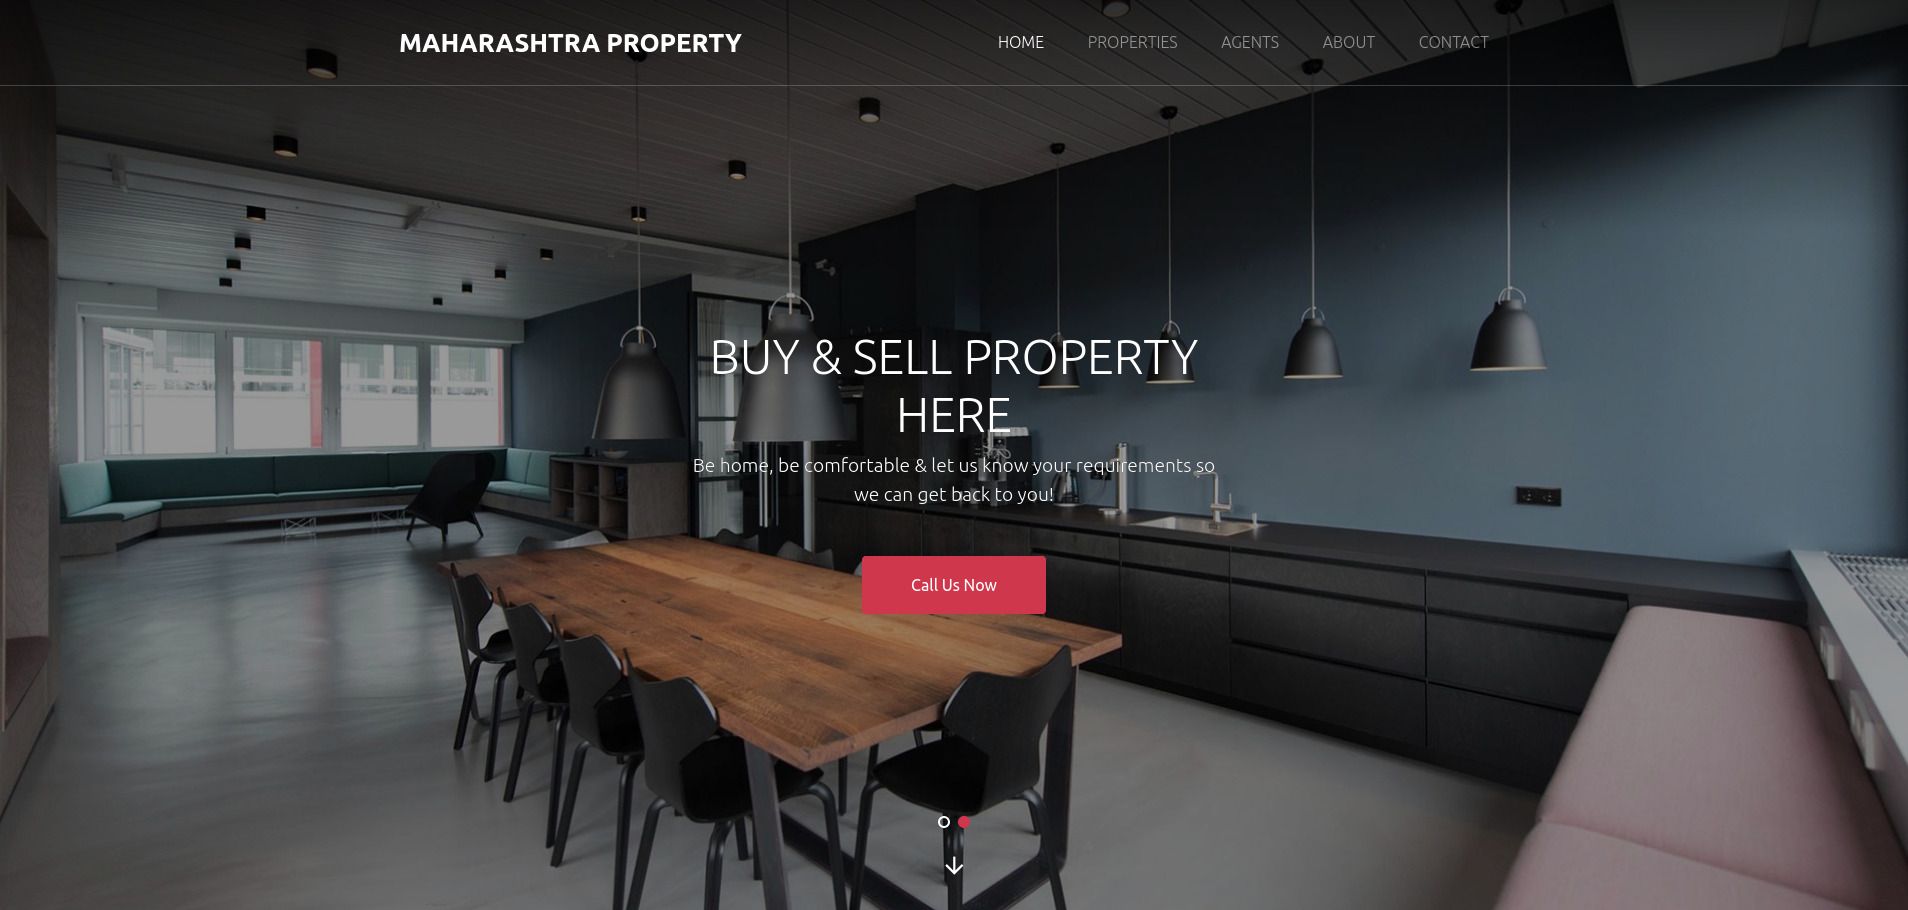 MAHARASHTRA PROPERTY
HOME PROPERTIES AGENTS ABOUT CONTACT
BUY & SELL PROPERTY
HERE
Be home, be comfortable & let us know your requirements so
we can get back to you!
Call Us Now